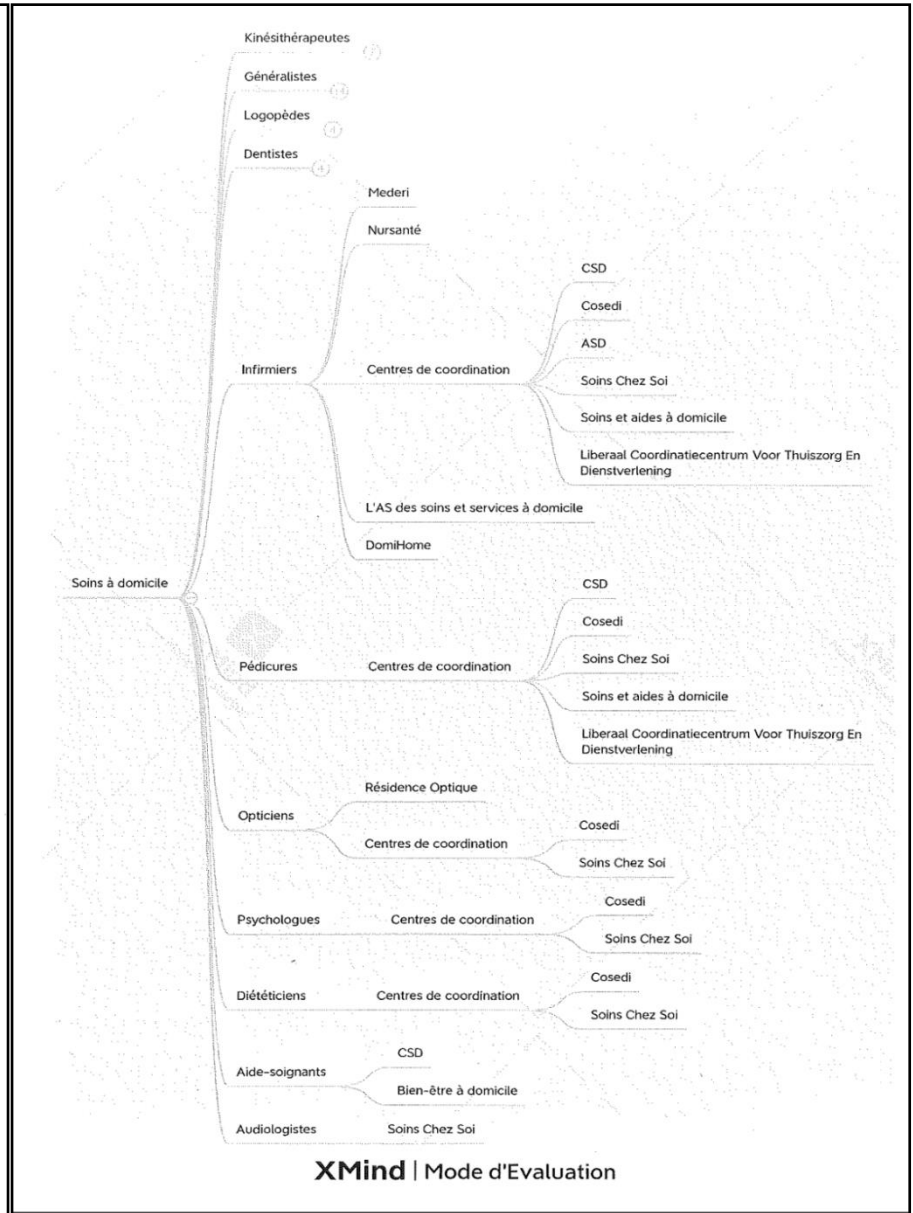 Kinésithérapeutes
Généralistes
Logopèdes
Dentistes
4
Mederi
Nursanté
CSD
Cosedi
ASD
Infirmiers
Centres de coordination
Soins Chez Soi
Soins et aides à domicile
Liberaal Coordinatiecentrum Voor Thuiszorg En
Dienstverlening
L'AS des soins et services à domicile
DomiHome
Soins à domicile
CSD
Cosedi
Pédicures
Centres de coordination
Soins Chez Soi
Soins et aides à domicile
Liberaal Coordinatiecentrum Voor Thuiszorg En
Dienstverlening
Résidence Optique
Opticiens
Centres de coordination
Cosedi
Soins Chez Soi
Psychologues
Centres de coordination
Cosedi
Soins Chez Soi
Diététiciens
Centres de coordination
Cosedi
Soins Chez Soi
CSD
Aide-soignants
Bien-être à domicile
Audiologistes
Soins Chez Soi
XMind | Mode d'Evaluation